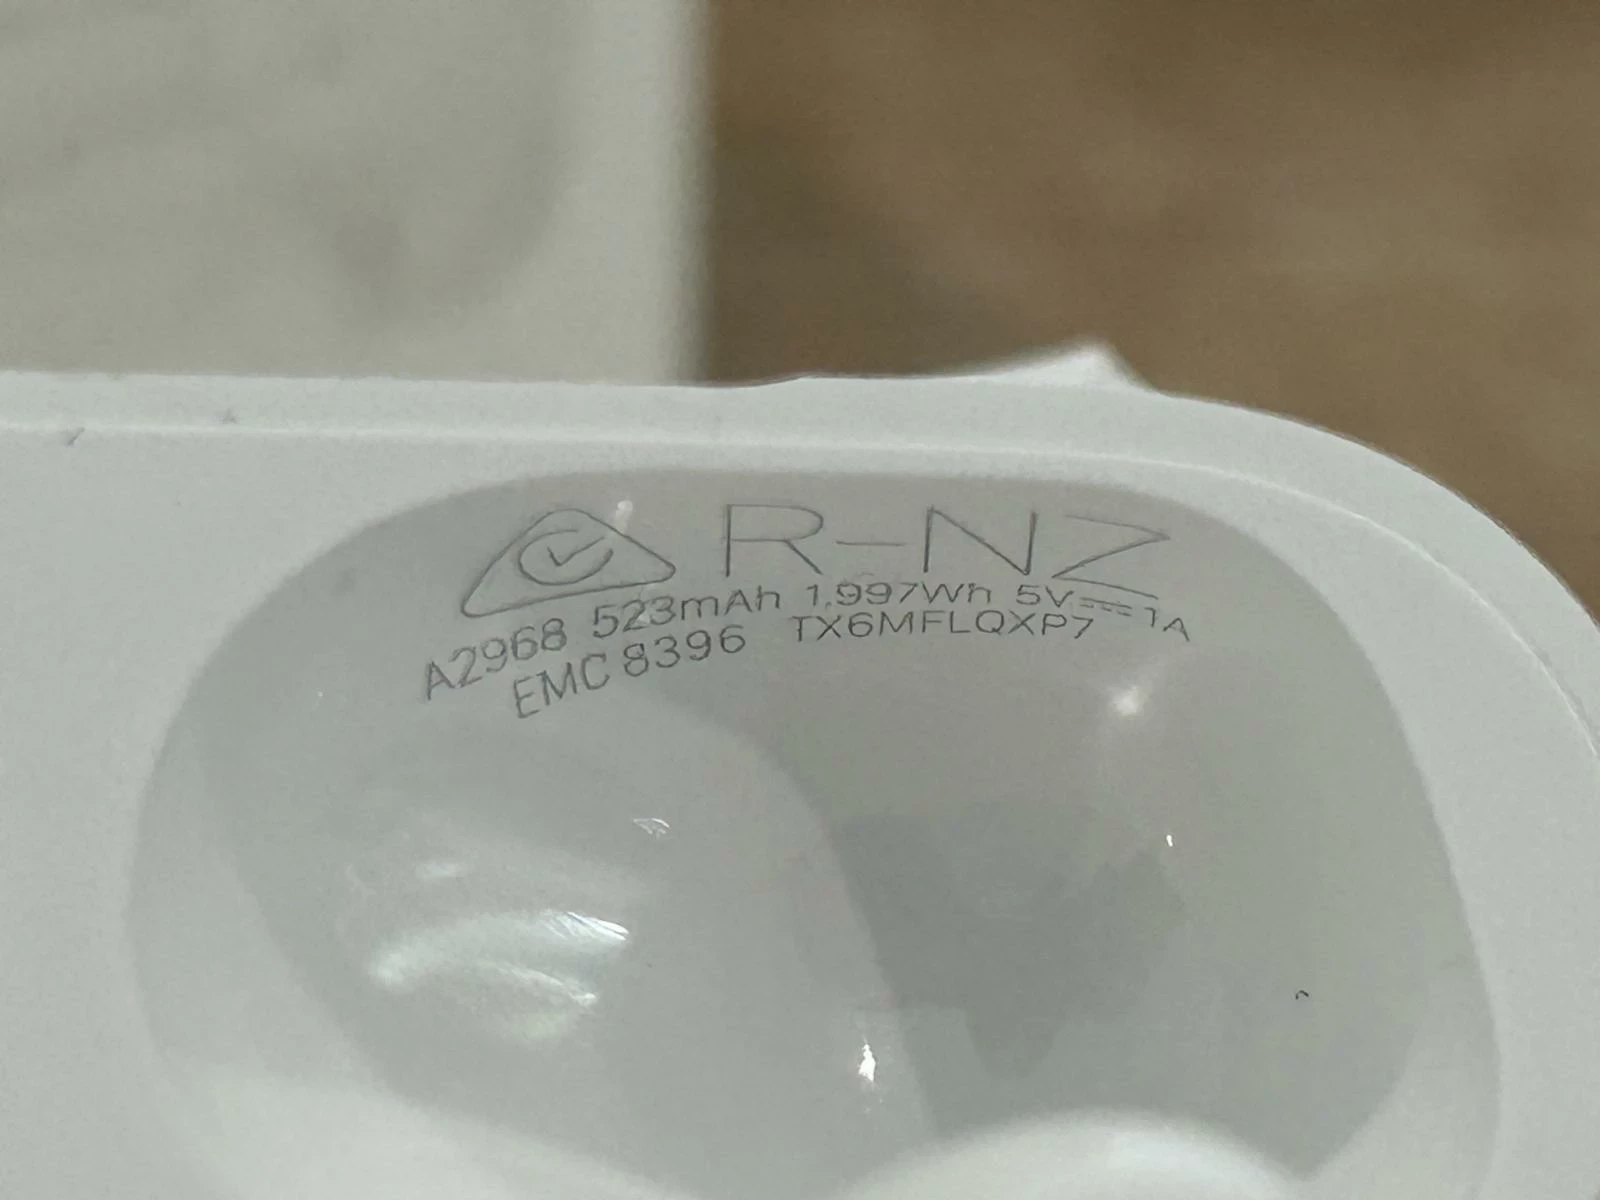 R-NZ
A2968 523mAh 1.997Wh 5V⎓1A
EMC 8396 TX6MFLQXP7